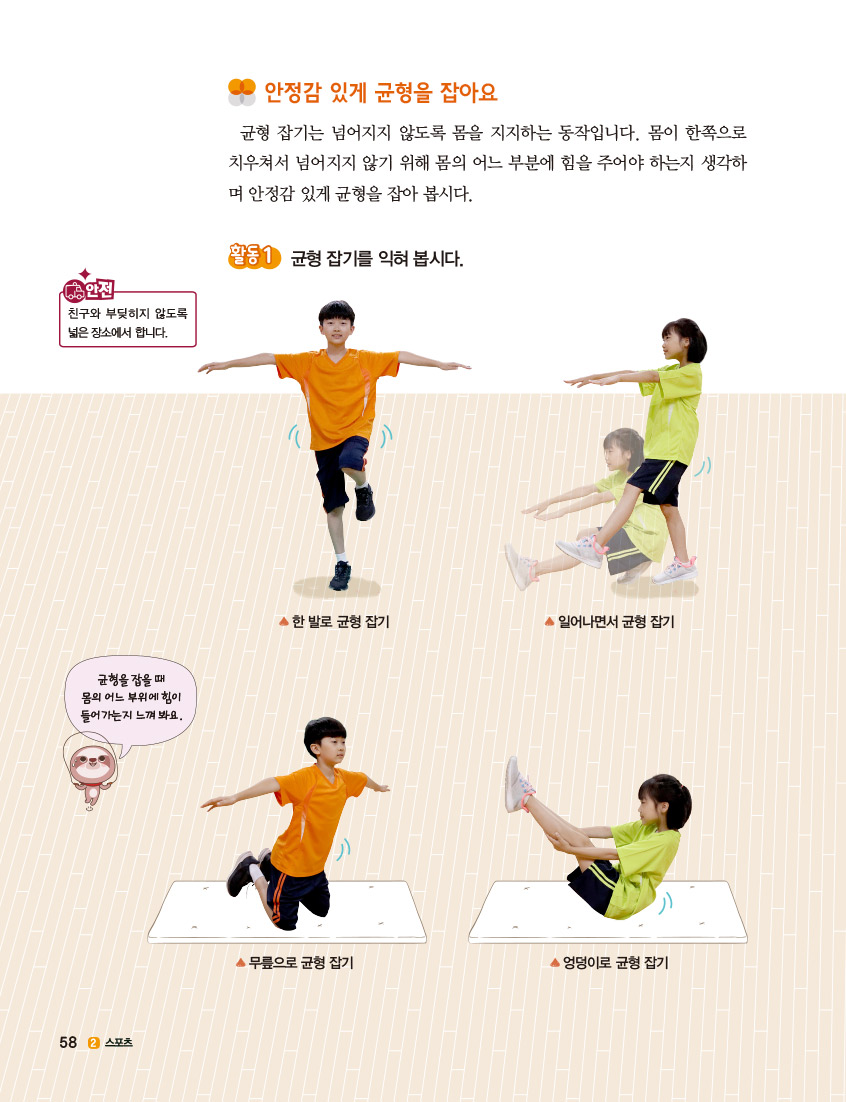 안정감 있게 균형을 잡아요
균형 잡기는 넘어지지 않도록 몸을 지지하는 동작입니다. 몸이 한쪽으로
치우쳐서 넘어지지 않기 위해 몸의 어느 부분에 힘을 주어야 하는지 생각하
며 안정감 있게 균형을 잡아 봅시다.
활동 1 균형 잡기를 익혀 봅시다.
안전
친구와 부딪히지 않도록
넓은 장소에서 합니다.
▲ 한 발로 균형 잡기
▲ 일어나면서 균형 잡기
균형을 잡을 때
몸의 어느 부위에 힘이
들어가는지 느껴 봐요.
▲ 무릎으로 균형 잡기
▲ 엉덩이로 균형 잡기
58 2 스포츠